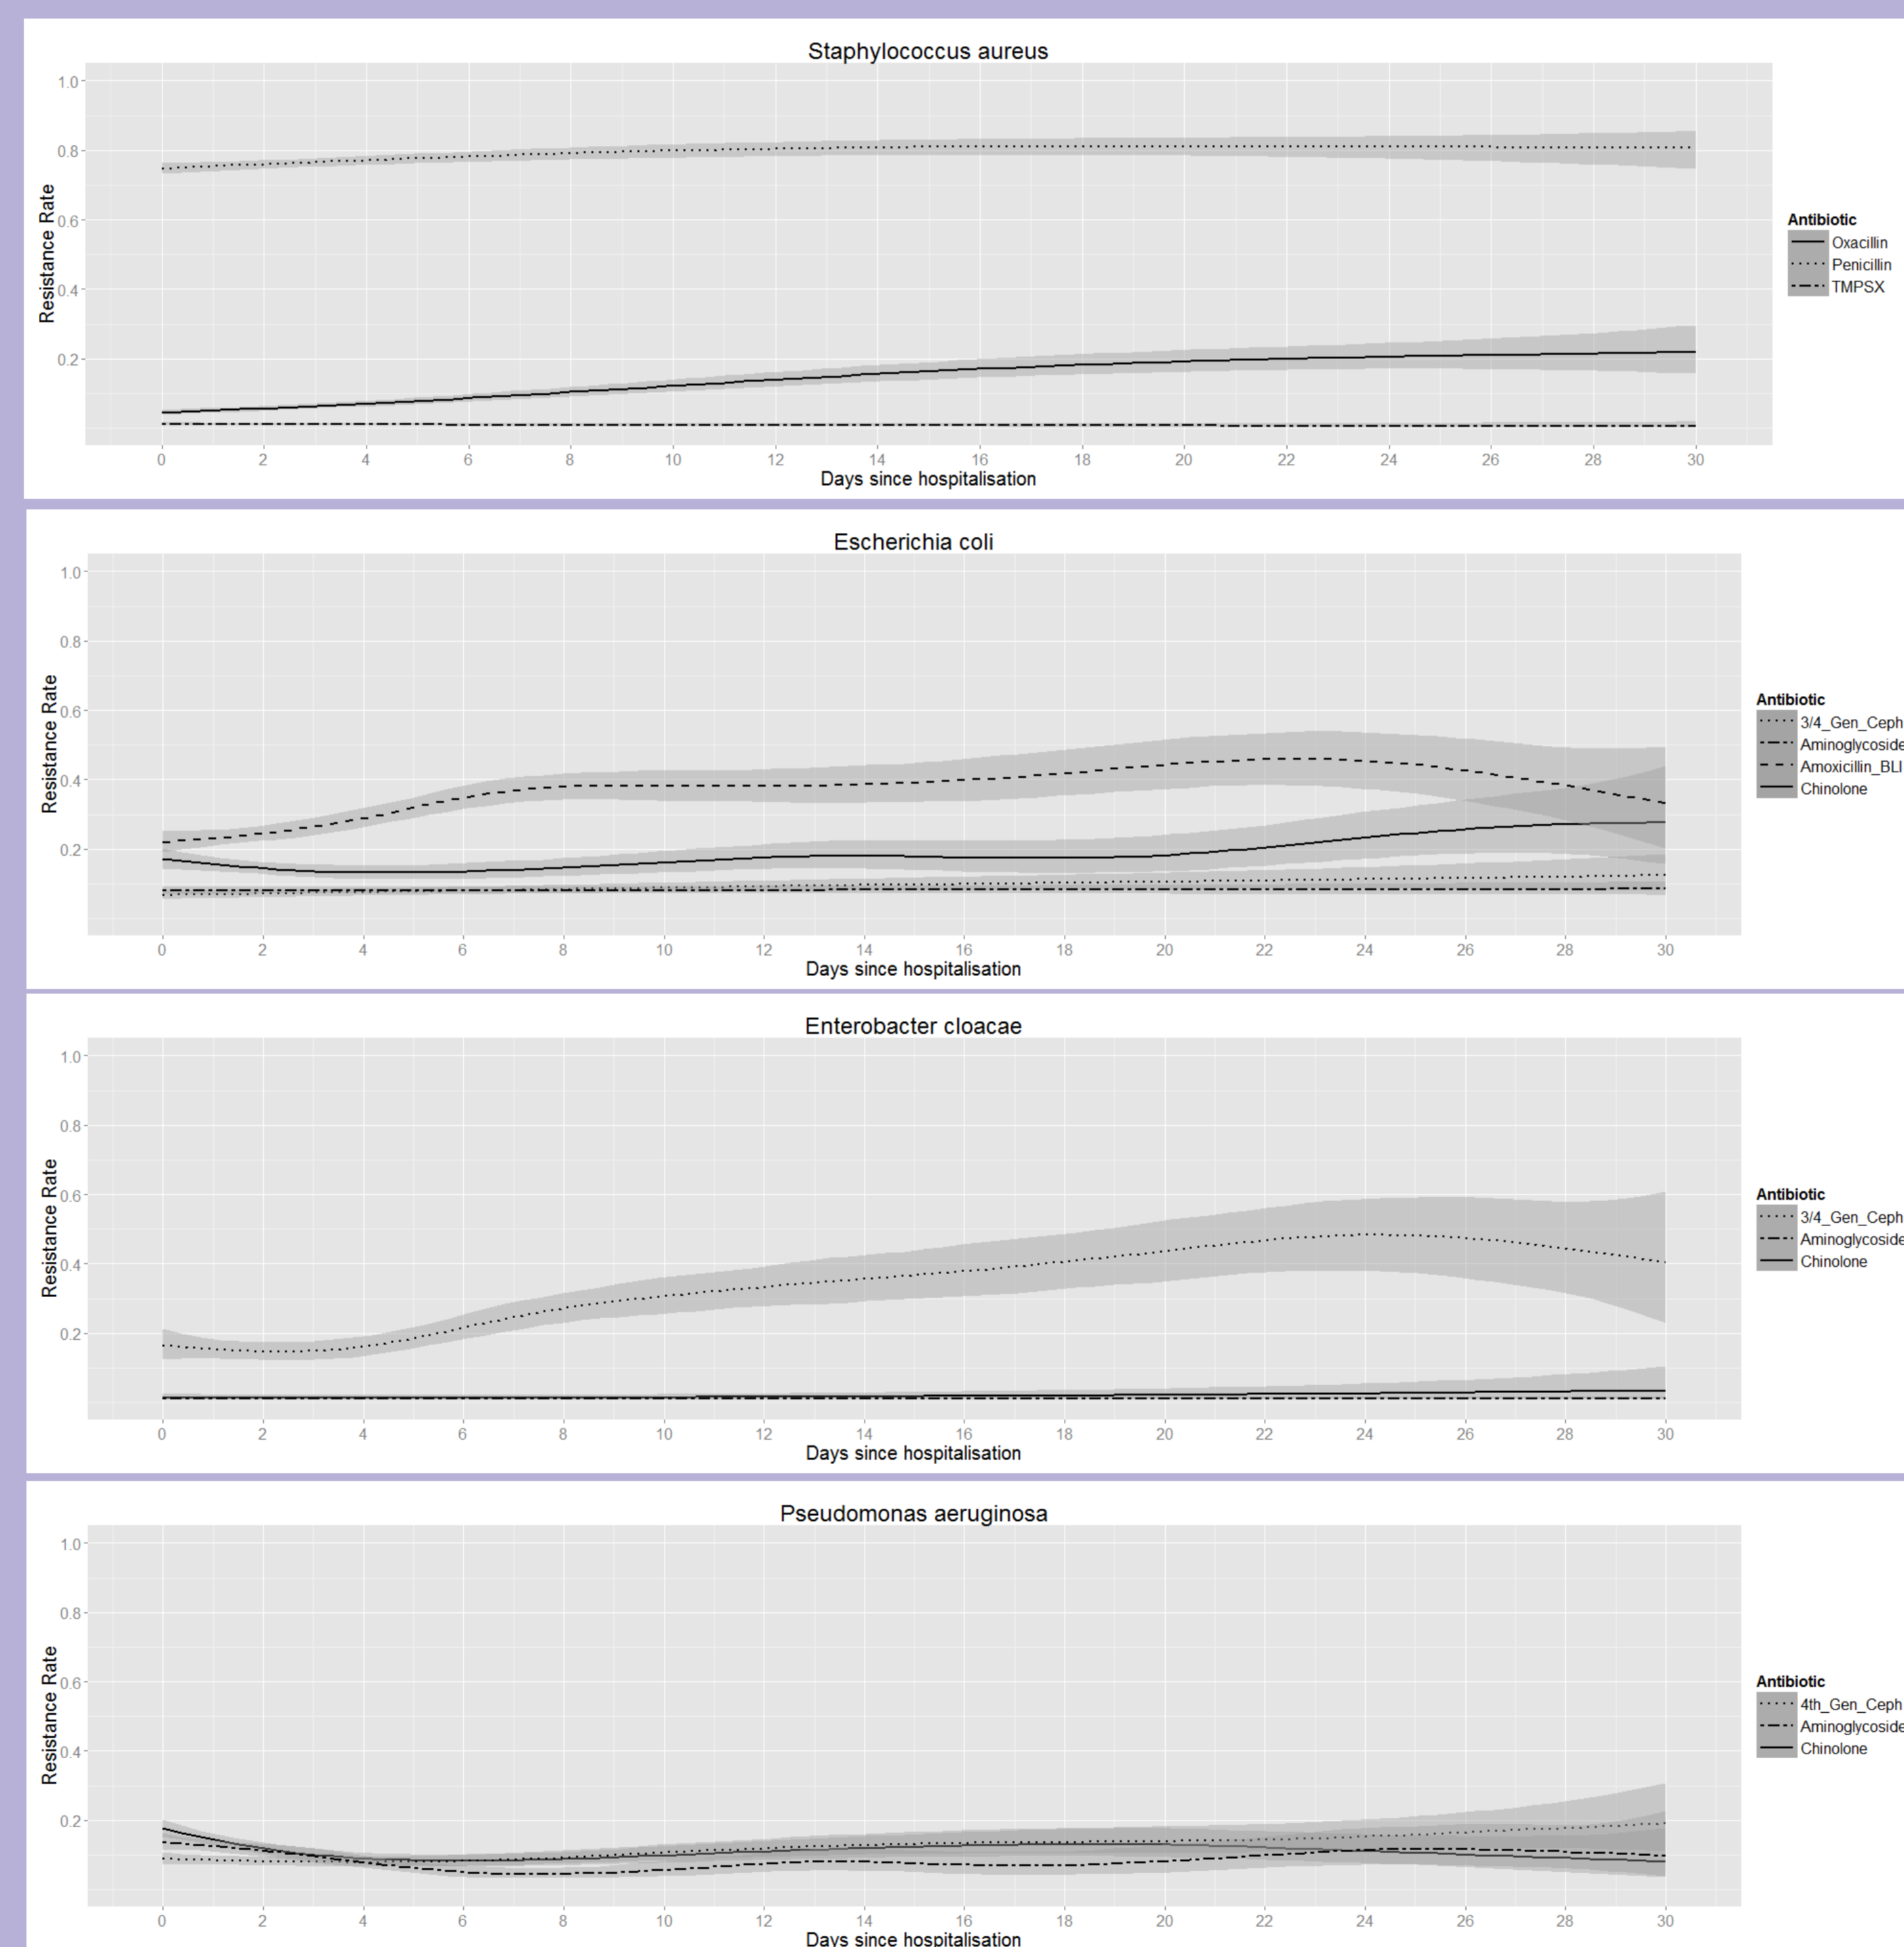 Staphylococcus aureus
1.0
0.8
0.6
0.4
0.2
Resistance Rate
0 2 4 6 8 10 12 14 16 18 20 22 24 26 28 30
Days since hospitalisation
Antibiotic
Oxacillin
Penicillin
TMPSX
Escherichia coli
1.0
0.8
0.6
0.4
0.2
Resistance Rate
0 2 4 6 8 10 12 14 16 18 20 22 24 26 28 30
Days since hospitalisation
Antibiotic
3/4_Gen_Ceph
Aminoglycoside
Amoxicillin_BLI
Chinolone
Enterobacter cloacae
1.0
0.8
0.6
0.4
0.2
Resistance Rate
0 2 4 6 8 10 12 14 16 18 20 22 24 26 28 30
Days since hospitalisation
Antibiotic
3/4_Gen_Ceph
Aminoglycoside
Chinolone
Pseudomonas aeruginosa
1.0
0.8
0.6
0.4
0.2
Resistance Rate
0 2 4 6 8 10 12 14 16 18 20 22 24 26 28 30
Days since hospitalisation
Antibiotic
4th_Gen_Ceph
Aminoglycoside
Chinolone